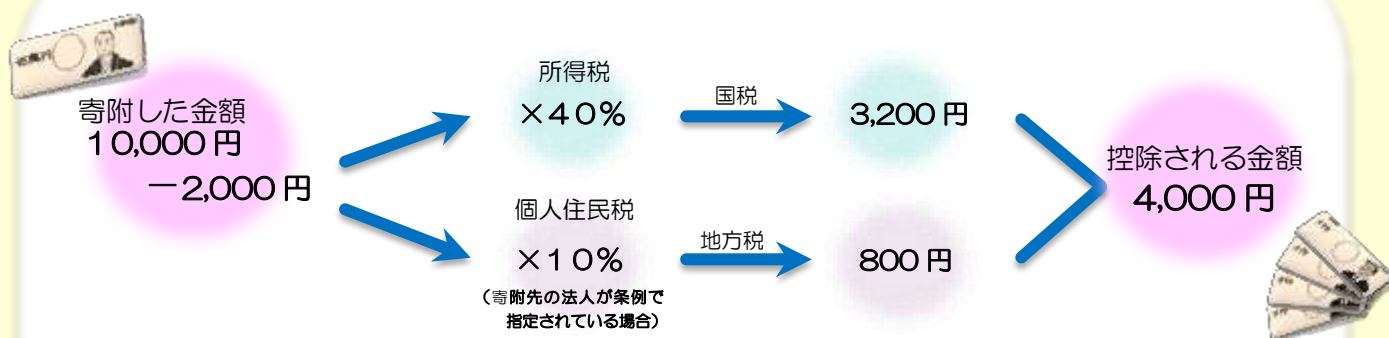 寄附した金額
10,000円
－2,000円
所得税
×40％
国税
3,200円
個人住民税
×10％
（寄附先の法人が条例で
指定されている場合）
地方税
800円
控除される金額
4,000円